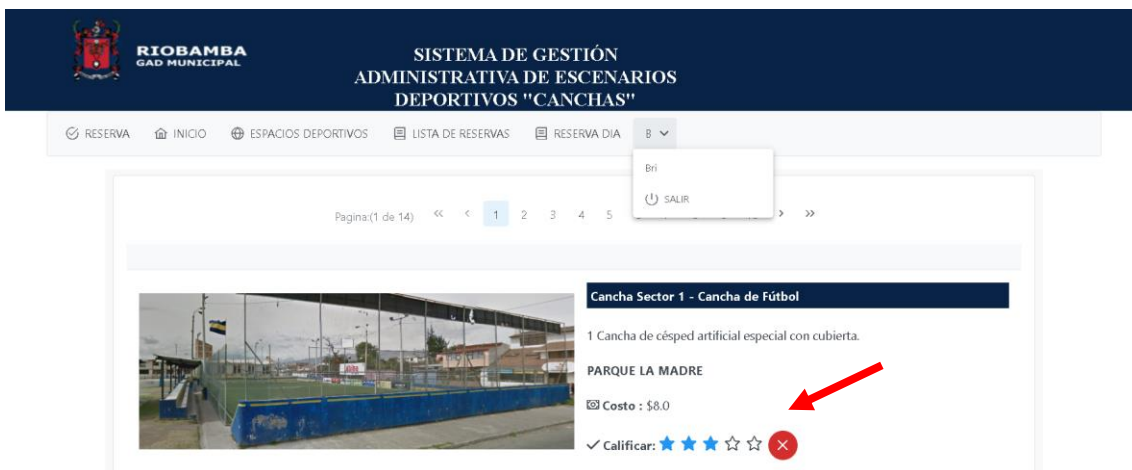 RIOBAMBA
GAD MUNICIPAL
SISTEMA DE GESTIÓN
ADMINISTRATIVA DE ESCENARIOS
DEPORTIVOS "CANCHAS"
RESERVA INICIO ESPACIOS DEPORTIVOS LISTA DE RESERVAS RESERVA DIA B
Bri
SALIR
Pagina:(1 de 14) 1 2 3 4 5
Cancha Sector 1 - Cancha de Fútbol
1 Cancha de césped artificial especial con cubierta.
PARQUE LA MADRE
Costo : $8.0
Calificar: